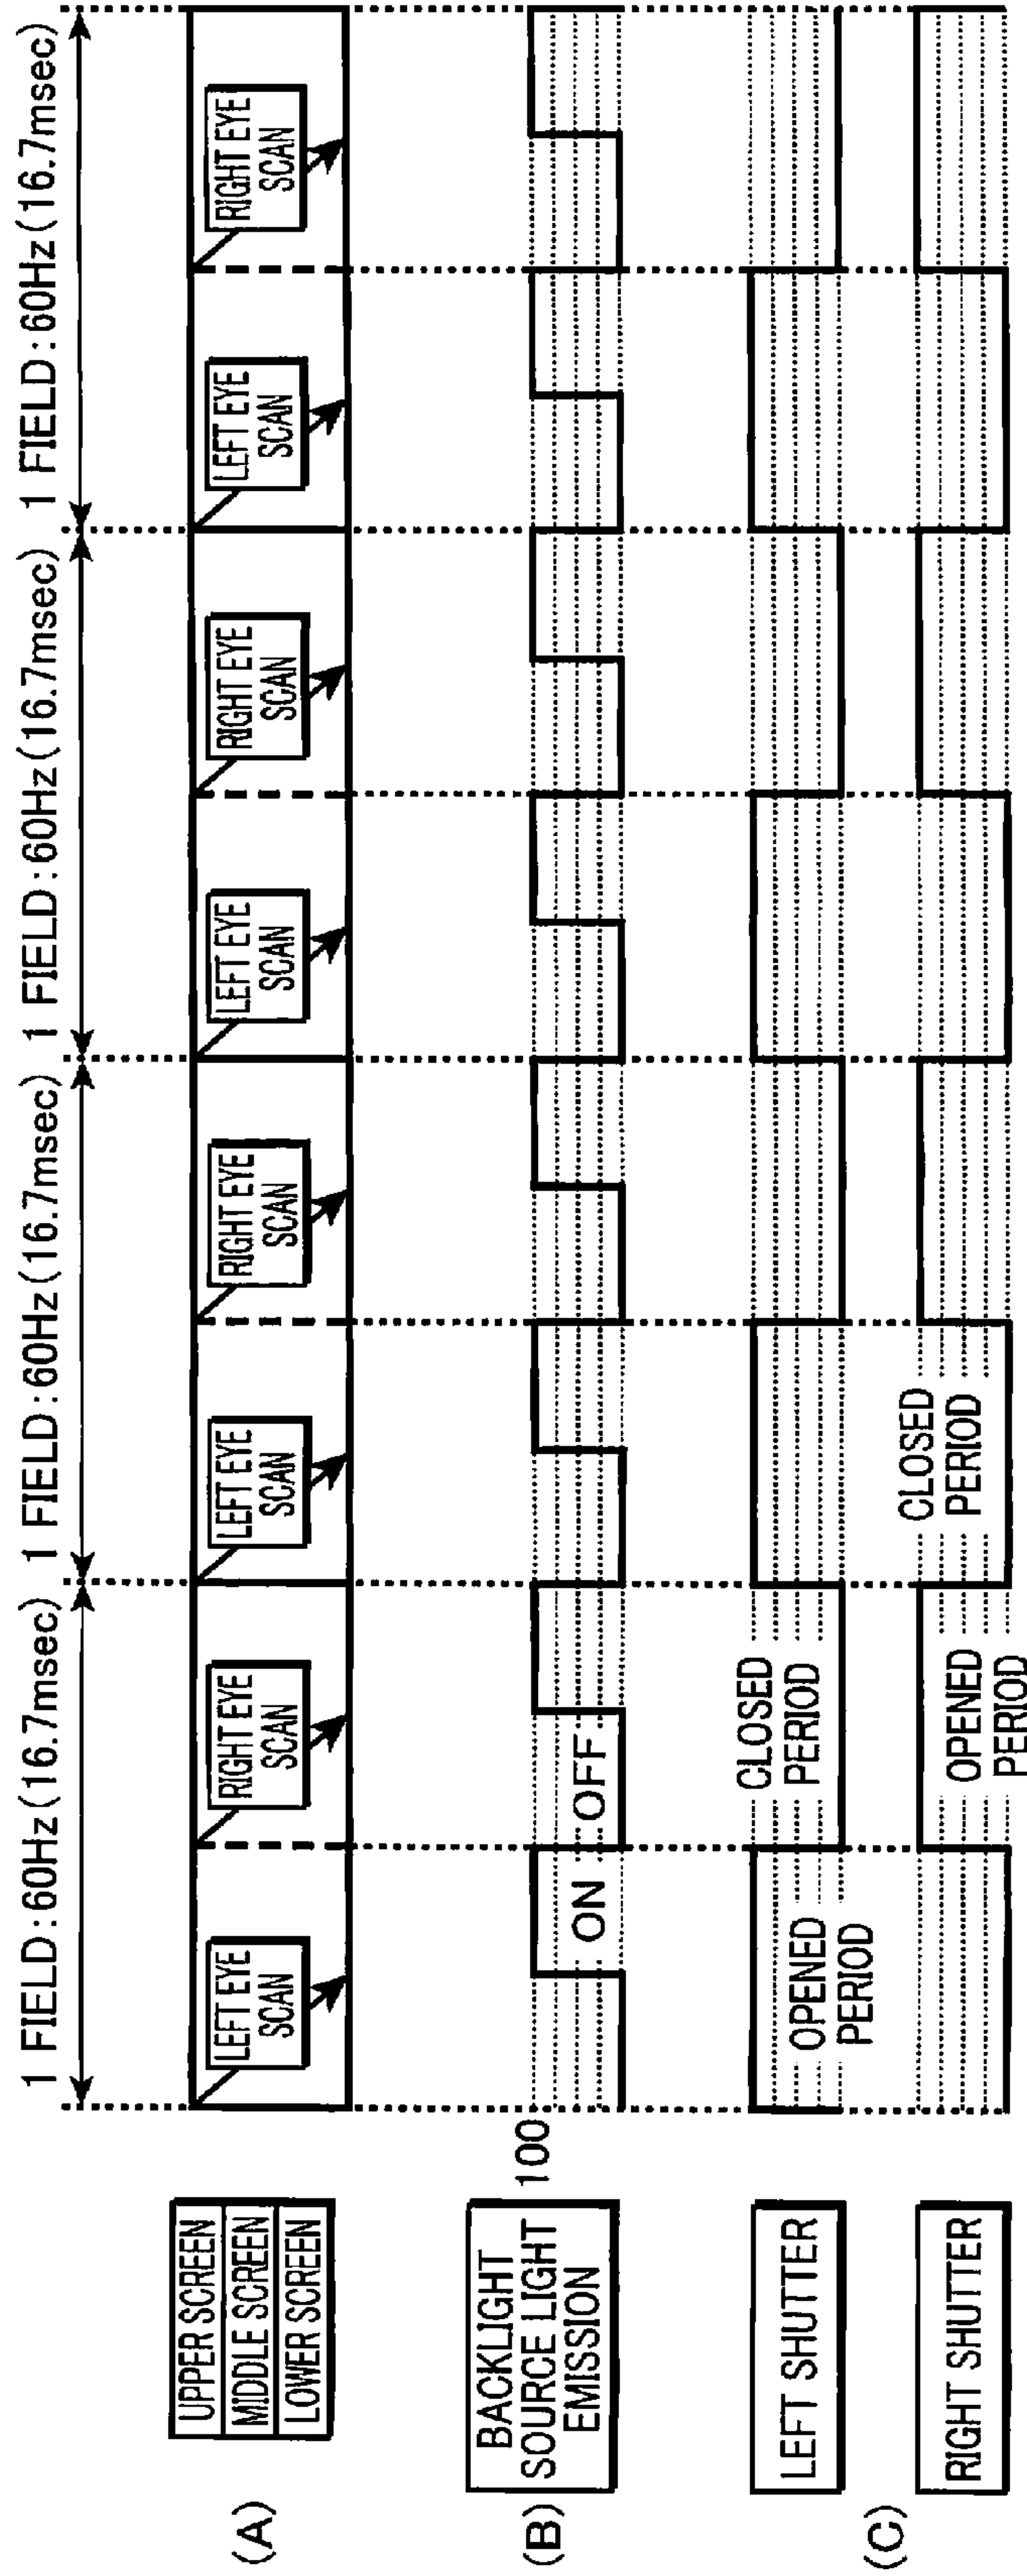 1 FIELD:60Hz(16.7msec)
1 FIELD:60Hz(16.7msec)
1 FIELD:60Hz(16.7msec)
1 FIELD:60Hz(16.7msec)
(A)
UPPER SCREEN
MIDDLE SCREEN
LOWER SCREEN
LEFT EYE
SCAN
RIGHT EYE
SCAN
LEFT EYE
SCAN
RIGHT EYE
SCAN
LEFT EYE
SCAN
RIGHT EYE
SCAN
LEFT EYE
SCAN
RIGHT EYE
SCAN
(B)
BACKLIGHT
SOURCE LIGHT
EMISSION
100
ON
OFF
(C)
LEFT SHUTTER
OPENED
PERIOD
CLOSED
PERIOD
RIGHT SHUTTER
OPENED
PERIOD
CLOSED
PERIOD